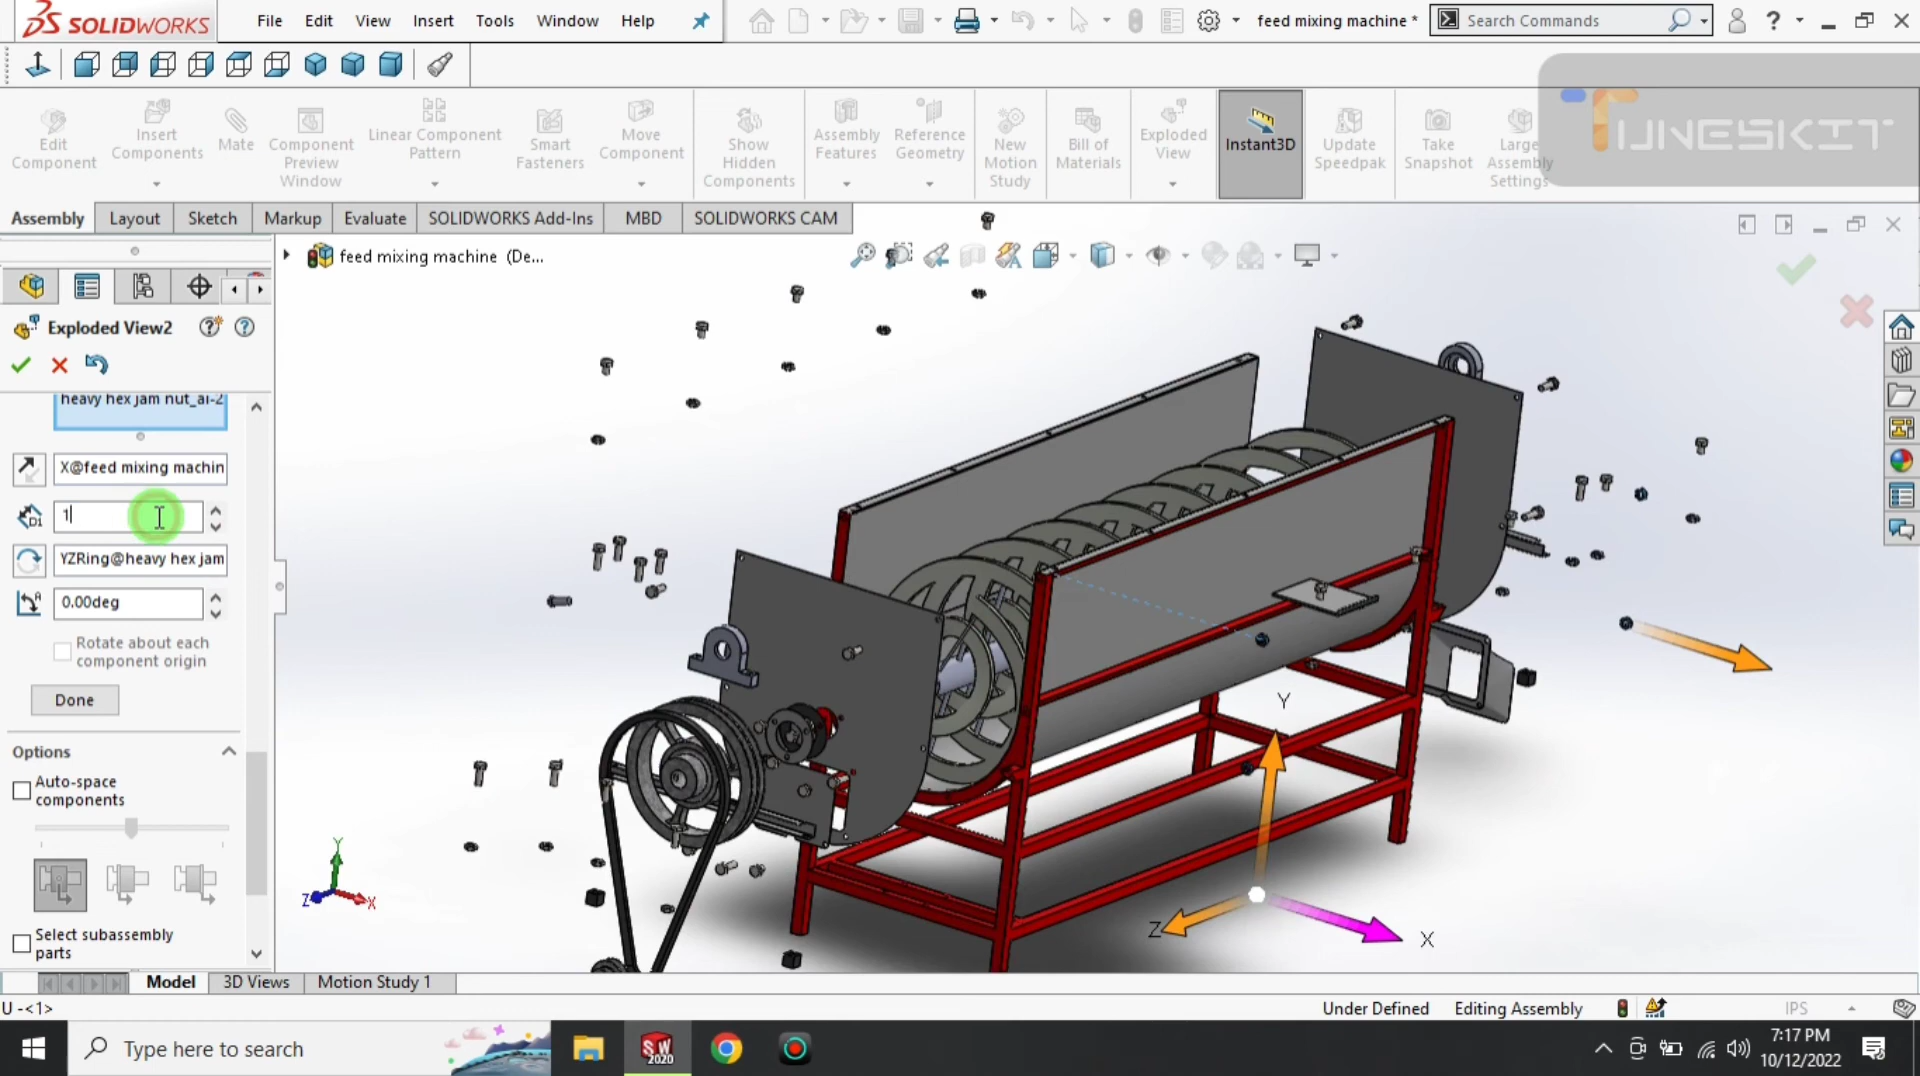 SOLIDWORKS File Edit View Insert Tools Window Help feed mixing machine * Search Commands ?
TUNESKIT
Edit Component
Insert Components
Mate
Component Preview Window
Linear Component Pattern
Smart Fasteners
Move Component
Show Hidden Components
Assembly Features
Reference Geometry
New Motion Study
Bill of Materials
Exploded View
Instant3D
Update Speedpak
Take Snapshot
Large Assembly Settings
Assembly Layout Sketch Markup Evaluate SOLIDWORKS Add-Ins MBD SOLIDWORKS CAM
feed mixing machine (De...
Exploded View2
heavy hex jam nut_ai-2
X@feed mixing machin
D1
1
YZRing@heavy hex jam
0.00deg
Rotate about each
component origin
Done
Options
Auto-space
components
Select subassembly
parts
Y
Z
X
Y
Z
X
Model 3D Views Motion Study 1
U -<1> Under Defined Editing Assembly IPS
Type here to search
SW
2020
7:17 PM
10/12/2022